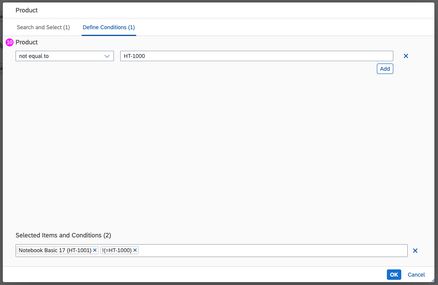 Product
Search and Select (1) Define Conditions (1)
Product
not equal to HT-1000
Add
Selected Items and Conditions (2)
Notebook Basic 17 (HT-1001) !(=HT-1000)
OK Cancel